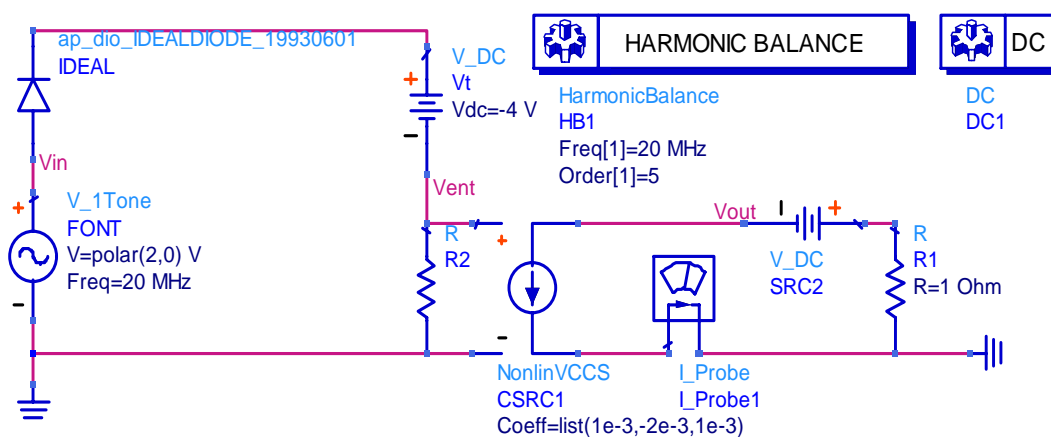 ap_dio_IDEALDIODE_19930601
IDEAL
Vin
V_1Tone
FONT
V=polar(2,0) V
Freq=20 MHz
V_DC
Vt
Vdc=-4 V
Vent
R
R2
HARMONIC BALANCE
HarmonicBalance
HB1
Freq[1]=20 MHz
Order[1]=5
DC
DC
DC1
Vout
V_DC
SRC2
R
R1
R=1 Ohm
NonlinVCCS
CSRC1
Coeff=list(1e-3,-2e-3,1e-3)
I_Probe
I_Probe1